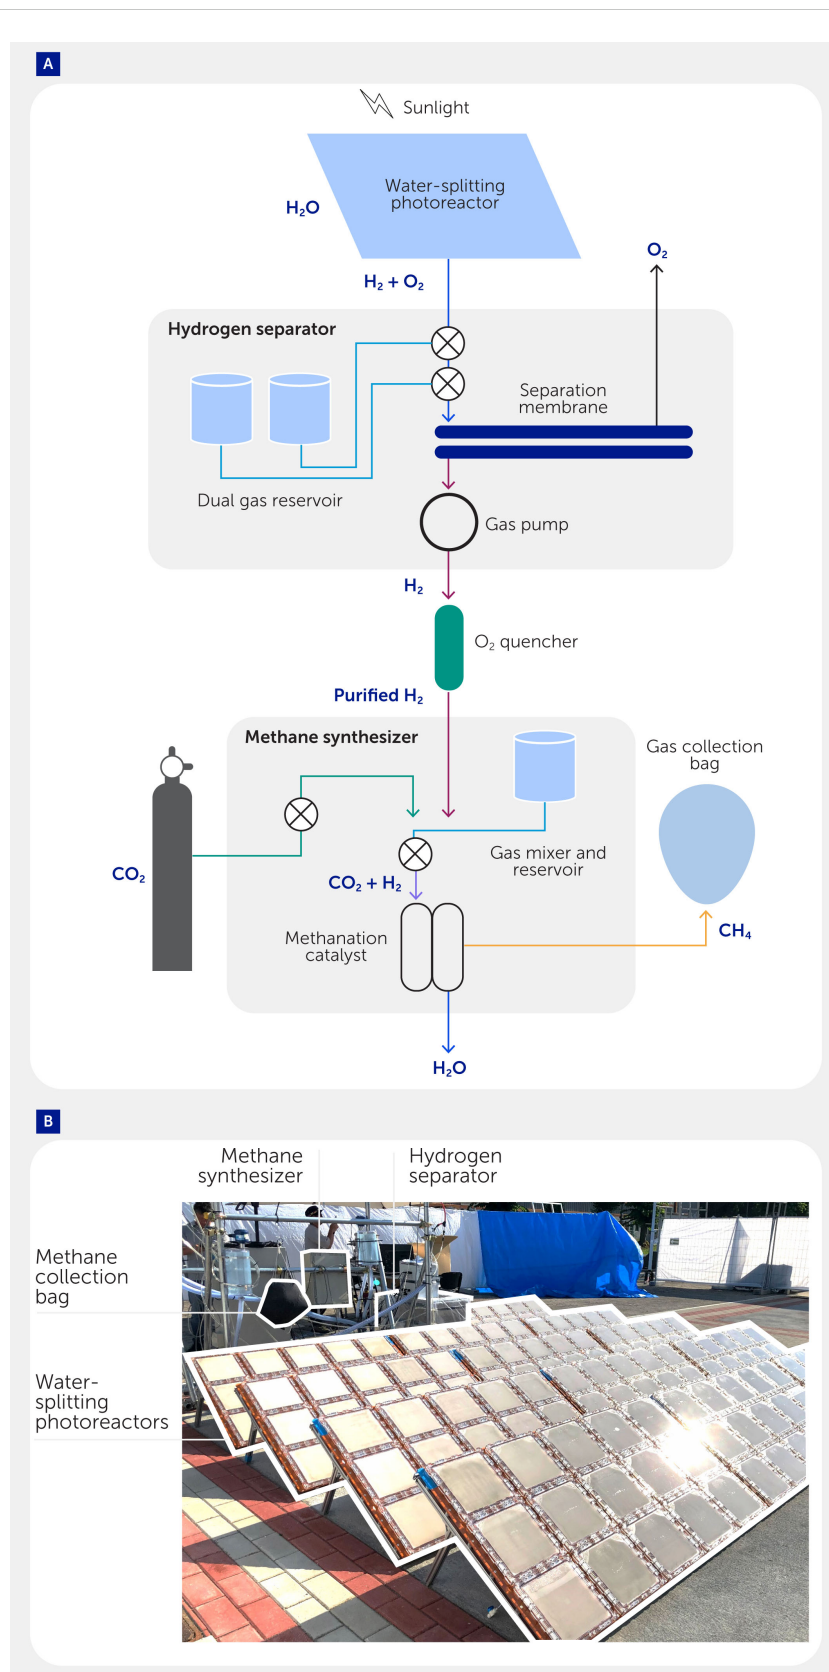 A
Sunlight
Water-splitting
photoreactor
H₂O
O₂
H₂ + O₂
Hydrogen separator
Separation
membrane
Dual gas reservoir
Gas pump
H₂
O₂ quencher
Purified H₂
Methane synthesizer
Gas collection
bag
Gas mixer and
reservoir
CO₂
CO₂ + H₂
Methanation
catalyst
CH₄
H₂O
B
Methane
synthesizer
Hydrogen
separator
Methane
collection
bag
Water-
splitting
photoreactors